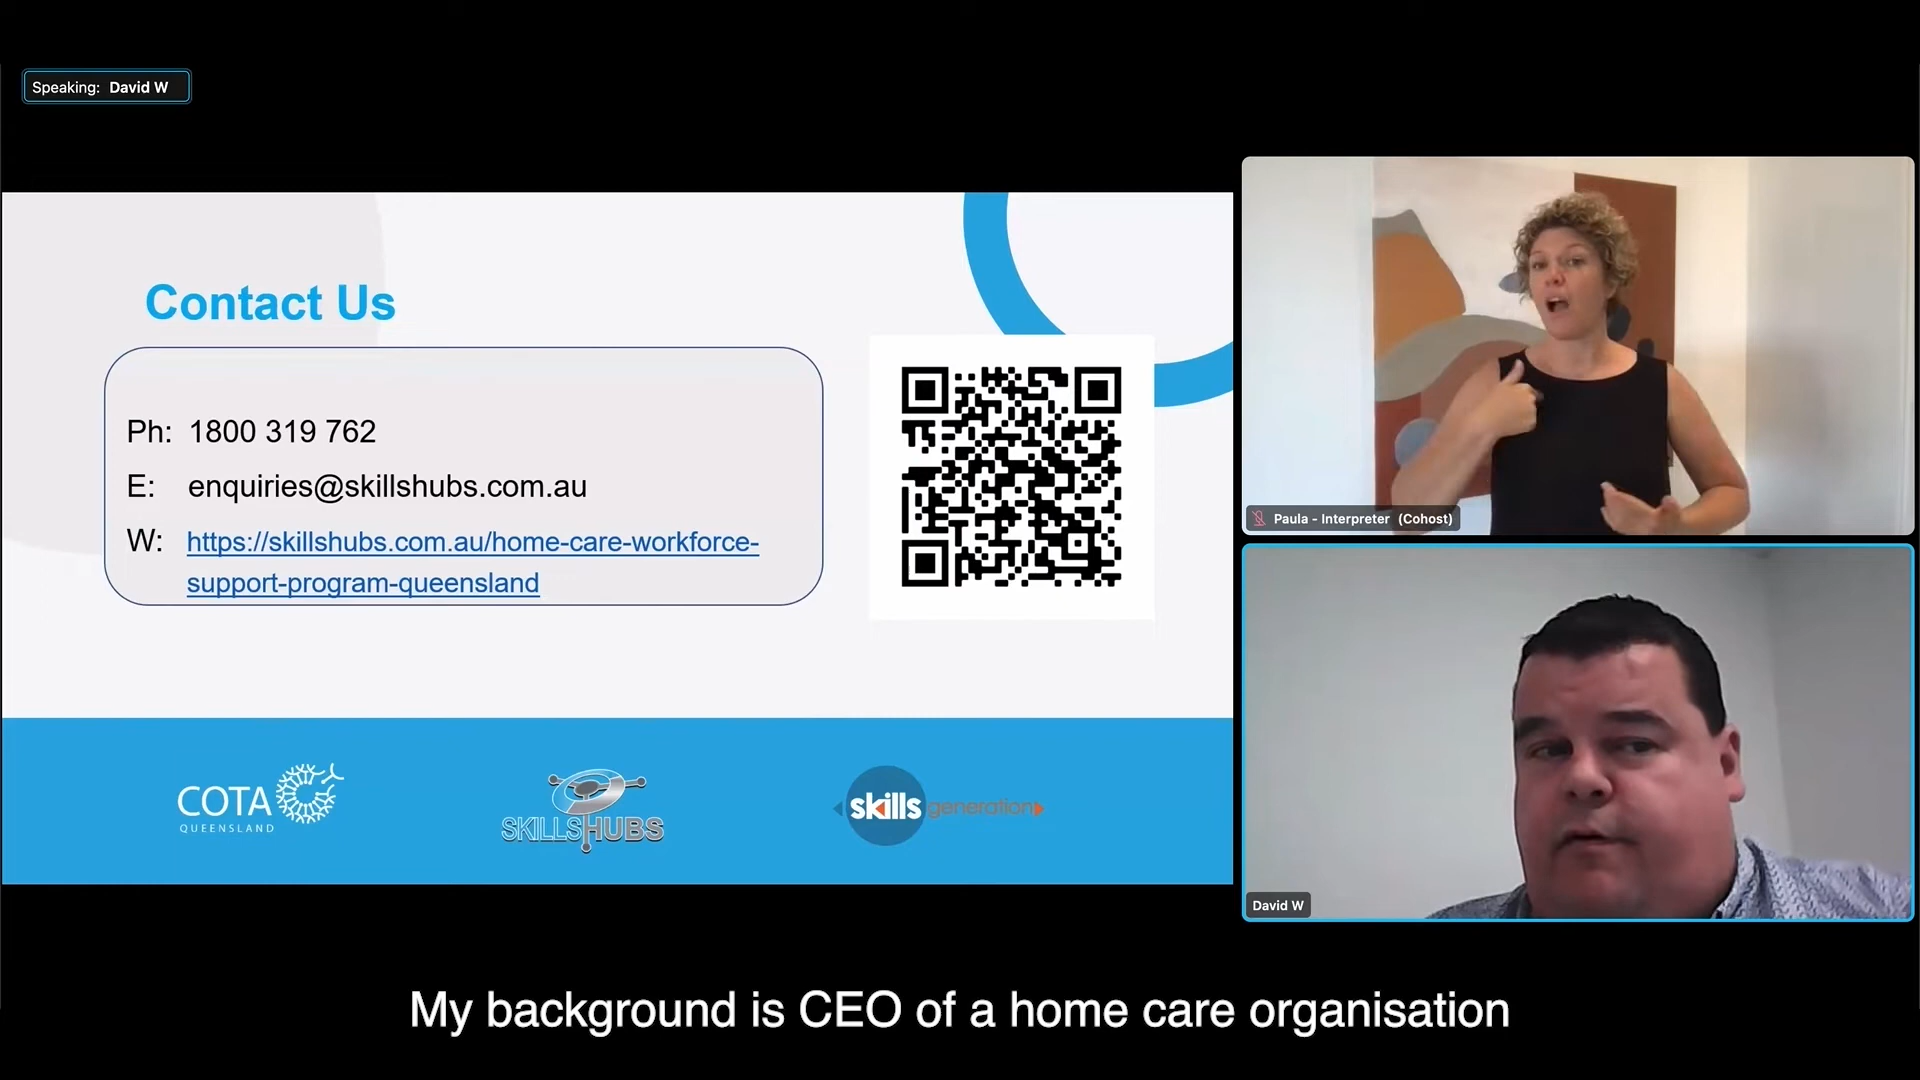 Speaking: David W
Contact Us
Ph: 1800 319 762
E: enquiries@skillshubs.com.au
W: https://skillshubs.com.au/home-care-workforce-
support-program-queensland
COTA
QUEENSLAND
SKILLSHUBS
skills generation
Paula - Interpreter (Cohost)
David W
My background is CEO of a home care organisation